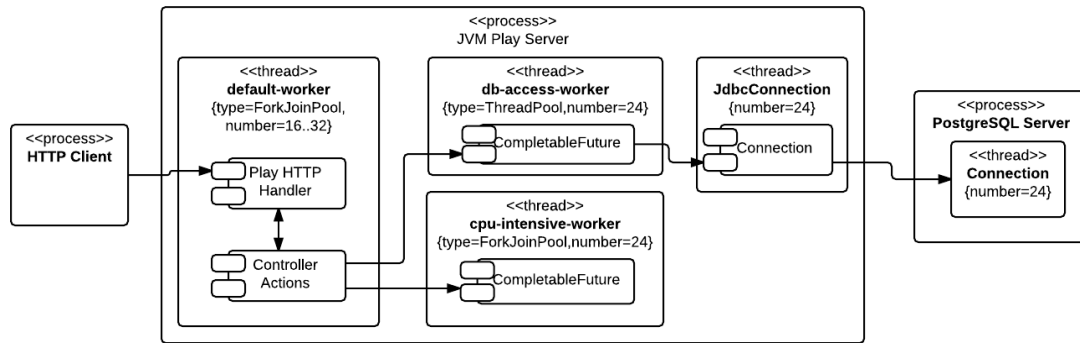 <<process>>
JVM Play Server
<<thread>>
default-worker
{type=ForkJoinPool,
number=16..32}
<<thread>>
db-access-worker
{type=ThreadPool,number=24}
<<thread>>
JdbcConnection
{number=24}
<<process>>
HTTP Client
Play HTTP
Handler
Controller
Actions
CompletableFuture
<<thread>>
cpu-intensive-worker
{type=ForkJoinPool,number=24}
CompletableFuture
Connection
<<process>>
PostgreSQL Server
<<thread>>
Connection
{number=24}